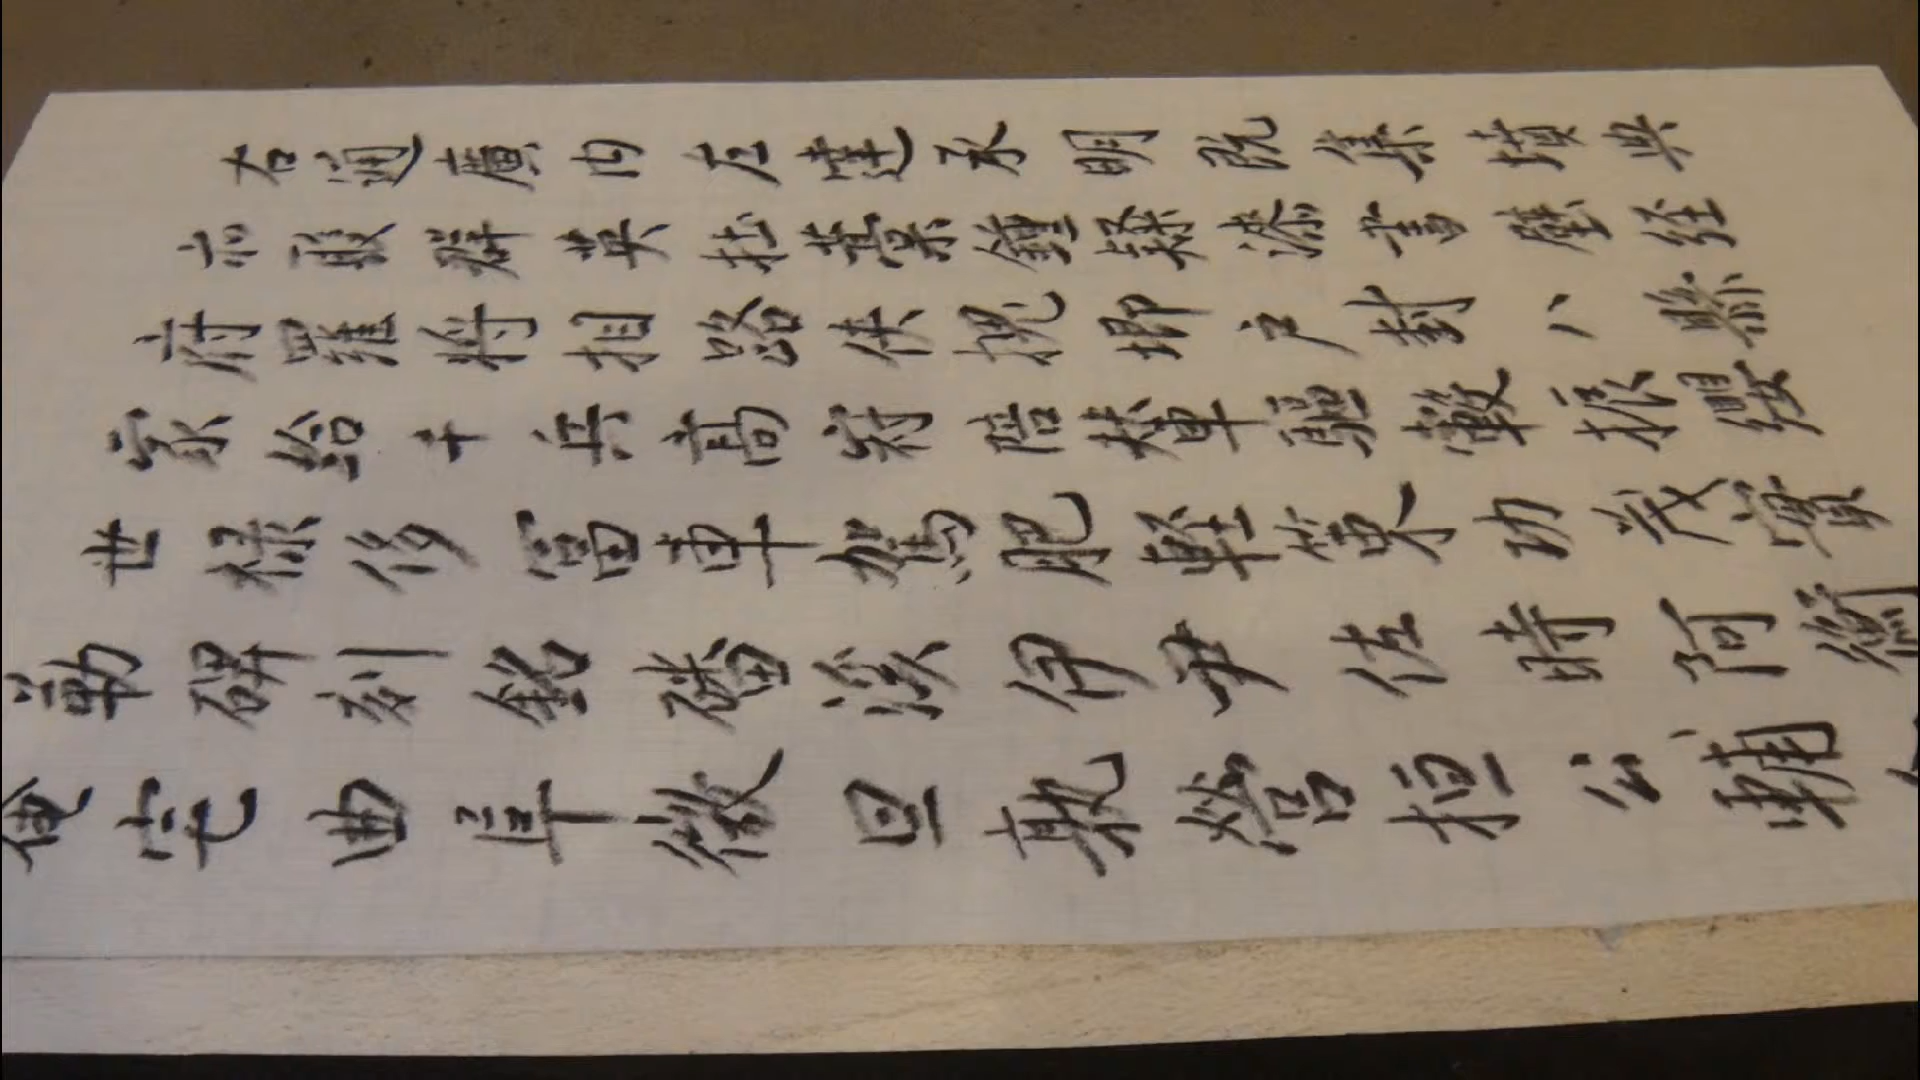 右通廣内左達承明既集墳典
亦聚群英杜藁鍾隸漆書壁經
府羅將相路俠槐卿户封八縣
家給千兵高冠陪輦驅轂振纓
世祿侈富車駕肥輕策功茂實
勒碑刻銘磻溪伊尹佐時阿衡
奄宅曲阜微旦孰營桓公輔